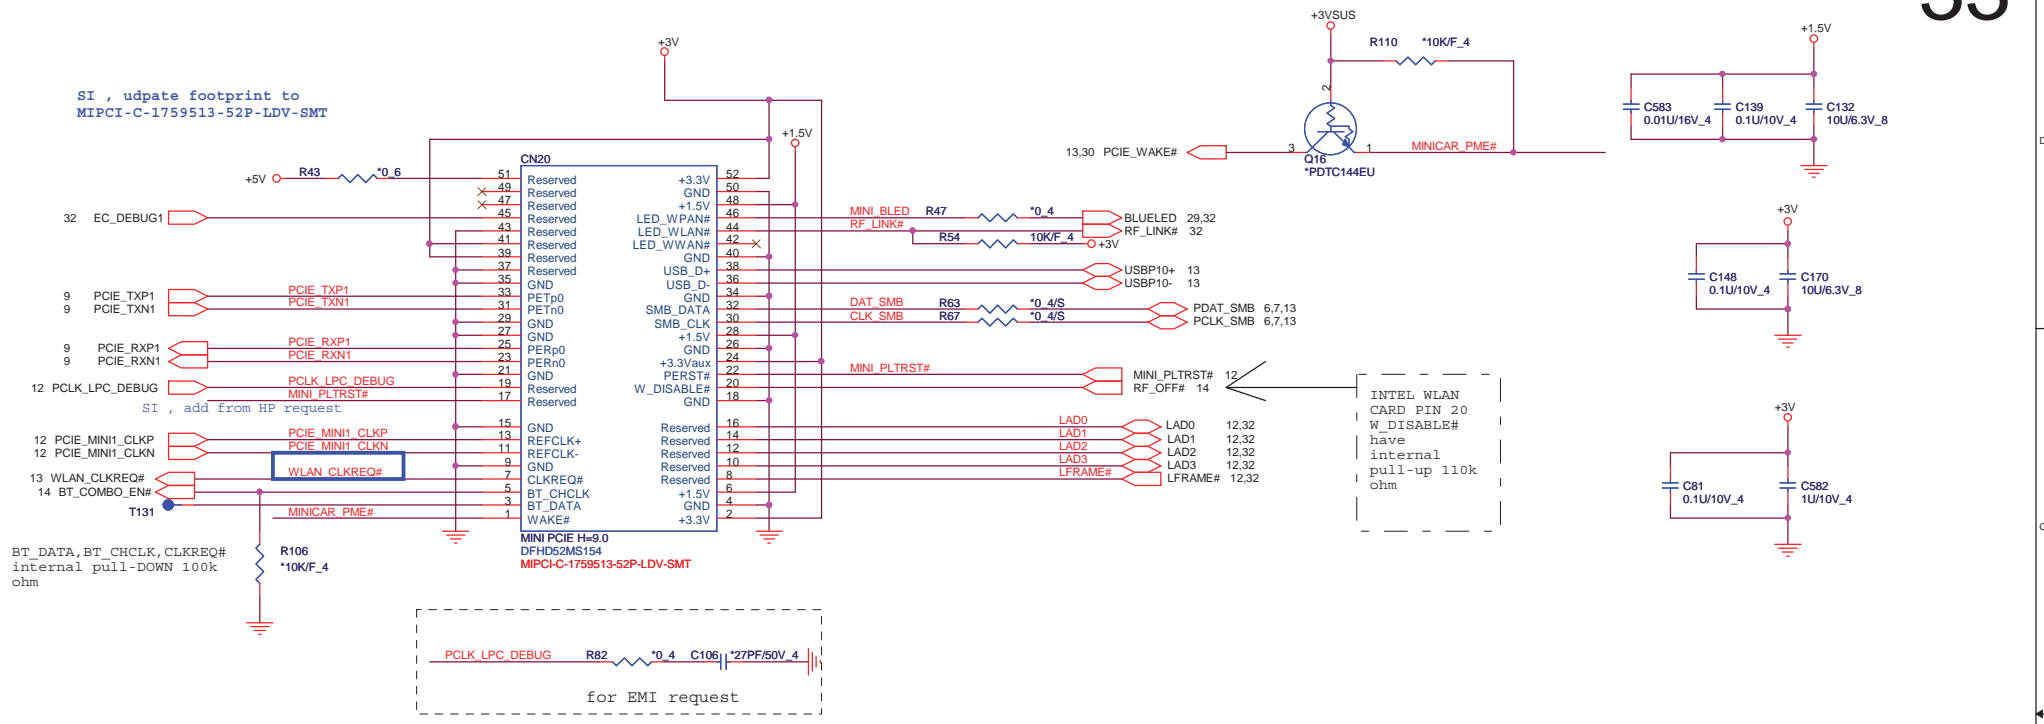 33
+3VSUS
R110 *10K/F_4
2
3
1
13,30 PCIE_WAKE#
MINICAR_PME#
Q16
*PDTC144EU
+1.5V
C583
0.01U/16V_4
C139
0.1U/10V_4
C132
10U/6.3V_8
+3V
C148
0.1U/10V_4
C170
10U/6.3V_8
+3V
C81
0.1U/10V_4
C582
1U/10V_4
SI , udpate footprint to
MIPCI-C-1759513-52P-LDV-SMT
+3V
+1.5V
CN20
+5V R43 *0_6
51 Reserved
49 Reserved
47 Reserved
32 EC_DEBUG1 45 Reserved
43 Reserved
41 Reserved
39 Reserved
37 Reserved
35 GND
9 PCIE_TXP1 PCIE_TXP1 33 PETp0
9 PCIE_TXN1 PCIE_TXN1 31 PETn0
29 GND
27 GND
9 PCIE_RXP1 PCIE_RXP1 25 PERp0
9 PCIE_RXN1 PCIE_RXN1 23 PERn0
21 GND
12 PCLK_LPC_DEBUG PCLK_LPC_DEBUG 19 Reserved
MINI_PLTRST# 17 Reserved
SI , add from HP request
15 GND
12 PCIE_MINI1_CLKP PCIE_MINI1_CLKP 13 REFCLK+
12 PCIE_MINI1_CLKN PCIE_MINI1_CLKN 11 REFCLK-
9 GND
13 WLAN_CLKREQ# WLAN_CLKREQ# 7 CLKREQ#
14 BT_COMBO_EN# 5 BT_CHCLK
T131 3 BT_DATA
MINICAR_PME# 1 WAKE#
+3.3V 52
GND 50
+1.5V 48
LED_WPAN# 46 MINI_BLED R47 *0_4 BLUELED 29,32
LED_WLAN# 44 RF_LINK# RF_LINK# 32
LED_WWAN# 42 R54 10K/F_4 +3V
GND 40
USB_D+ 38 USBP10+ 13
USB_D- 36 USBP10- 13
GND 34
SMB_DATA 32 DAT_SMB R63 *0_4/S PDAT_SMB 6,7,13
SMB_CLK 30 CLK_SMB R67 *0_4/S PCLK_SMB 6,7,13
+1.5V 28
GND 26
+3.3Vaux 24
PERST# 22 MINI_PLTRST# MINI_PLTRST# 12
W_DISABLE# 20 RF_OFF# 14
GND 18
Reserved 16 LAD0 LAD0 12,32
Reserved 14 LAD1 LAD1 12,32
Reserved 12 LAD2 LAD2 12,32
Reserved 10 LAD3 LAD3 12,32
Reserved 8 LFRAME# LFRAME# 12,32
+1.5V 6
GND 4
+3.3V 2
MINI PCIE H=9.0
DFHD52MS154
MIPCI-C-1759513-52P-LDV-SMT
INTEL WLAN
CARD PIN 20
W_DISABLE#
have
internal
pull-up 110k
ohm
BT_DATA,BT_CHCLK,CLKREQ#
internal pull-DOWN 100k
ohm
R106
*10K/F_4
PCLK_LPC_DEBUG R82 *0_4 C106 *27PF/50V_4
for EMI request